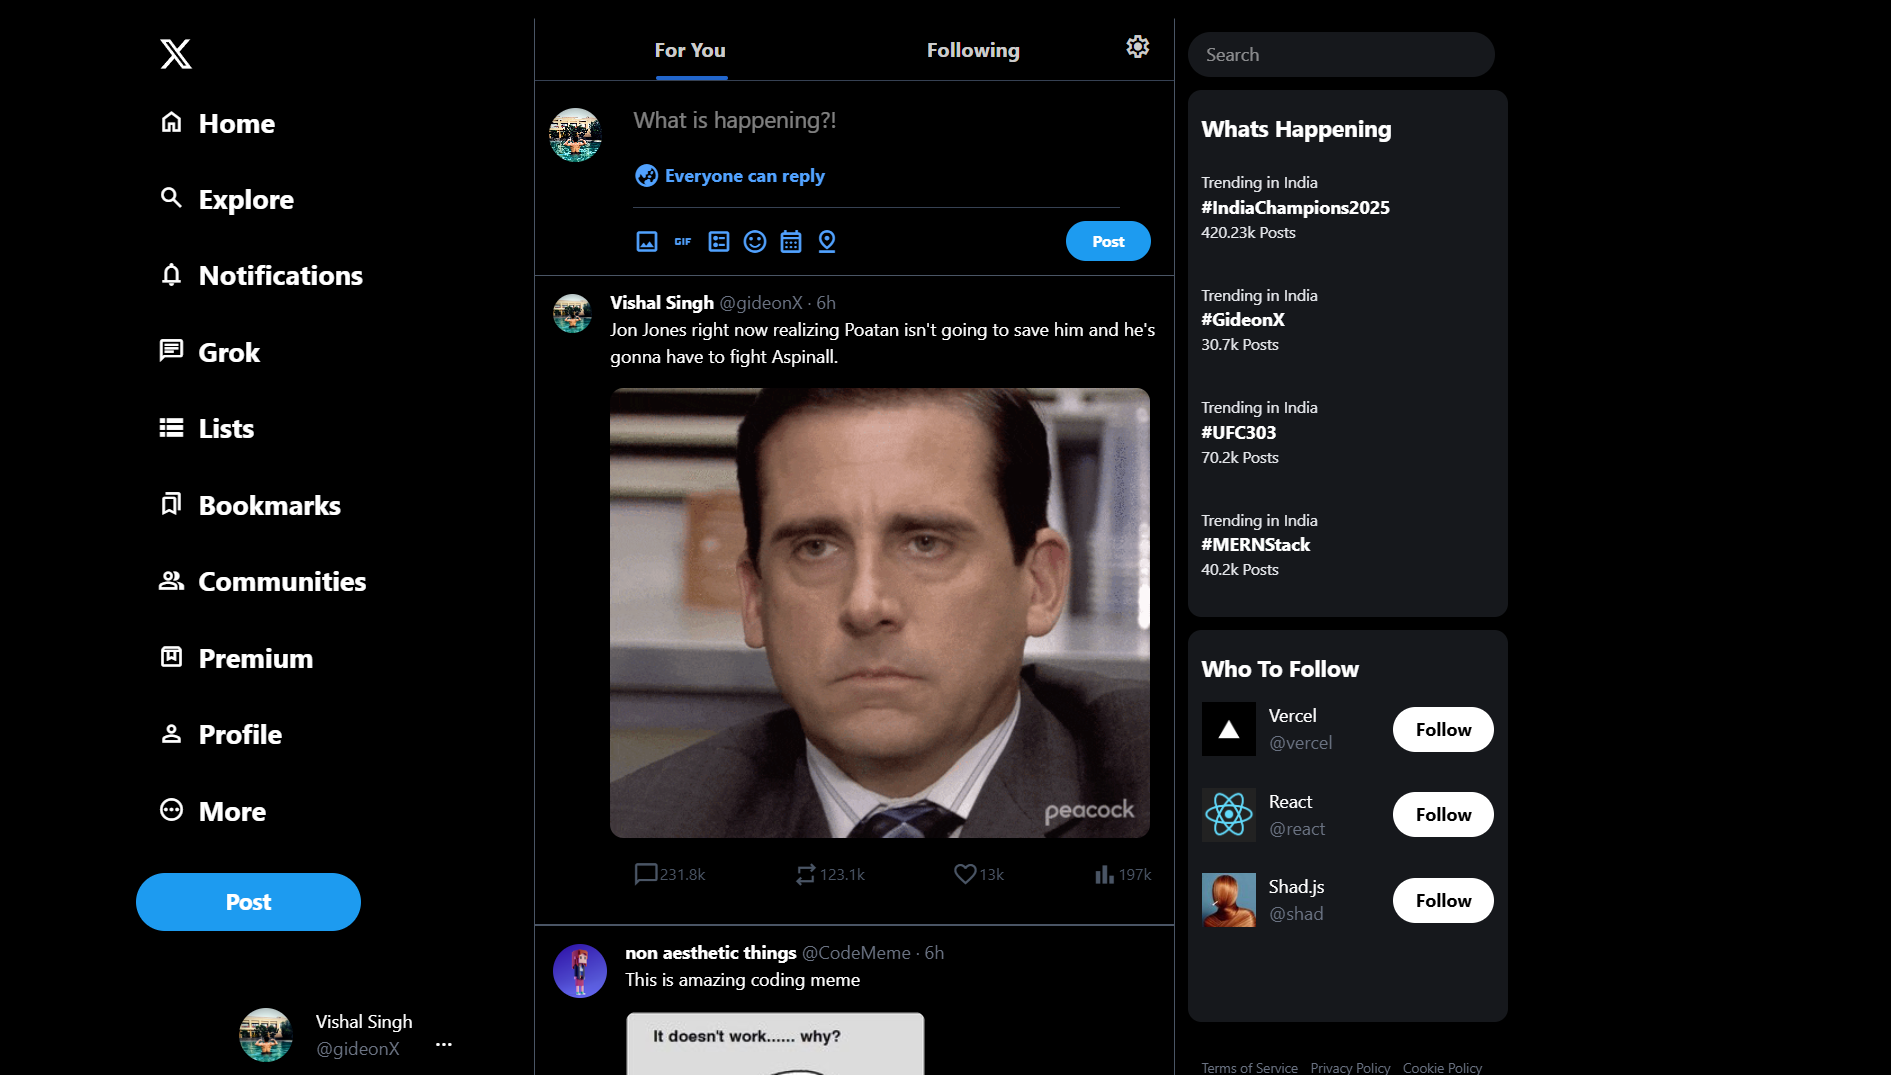 Home
Explore
Notifications
Grok
Lists
Bookmarks
Communities
Premium
Profile
More
Post
Vishal Singh
@gideonX
...
For You
Following
What is happening?!
Everyone can reply
GIF
Post
Vishal Singh @gideonX · 6h
Jon Jones right now realizing Poatan isn't going to save him and he's
gonna have to fight Aspinall.
peacock
231.8k
123.1k
13k
197k
non aesthetic things @CodeMeme · 6h
This is amazing coding meme
It doesn't work...... why?
Search
Whats Happening
Trending in India
#IndiaChampions2025
420.23k Posts
Trending in India
#GideonX
30.7k Posts
Trending in India
#UFC303
70.2k Posts
Trending in India
#MERNStack
40.2k Posts
Who To Follow
Vercel
@vercel
Follow
React
@react
Follow
Shad.js
@shad
Follow
Terms of Service Privacy Policy Cookie Policy